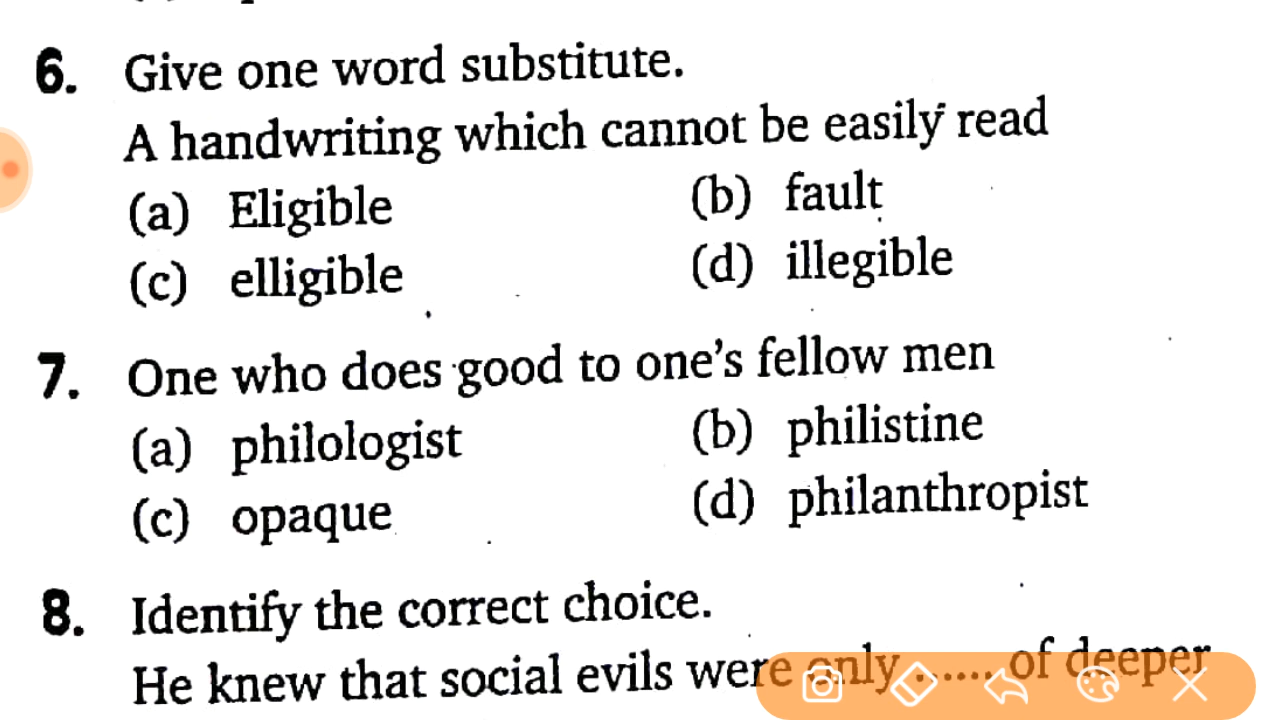 6. Give one word substitute.
A handwriting which cannot be easily read
(a) Eligible (b) fault
(c) elligible (d) illegible
7. One who does good to one's fellow men
(a) philologist (b) philistine
(c) opaque (d) philanthropist
8. Identify the correct choice.
He knew that social evils were only ...... of deeper